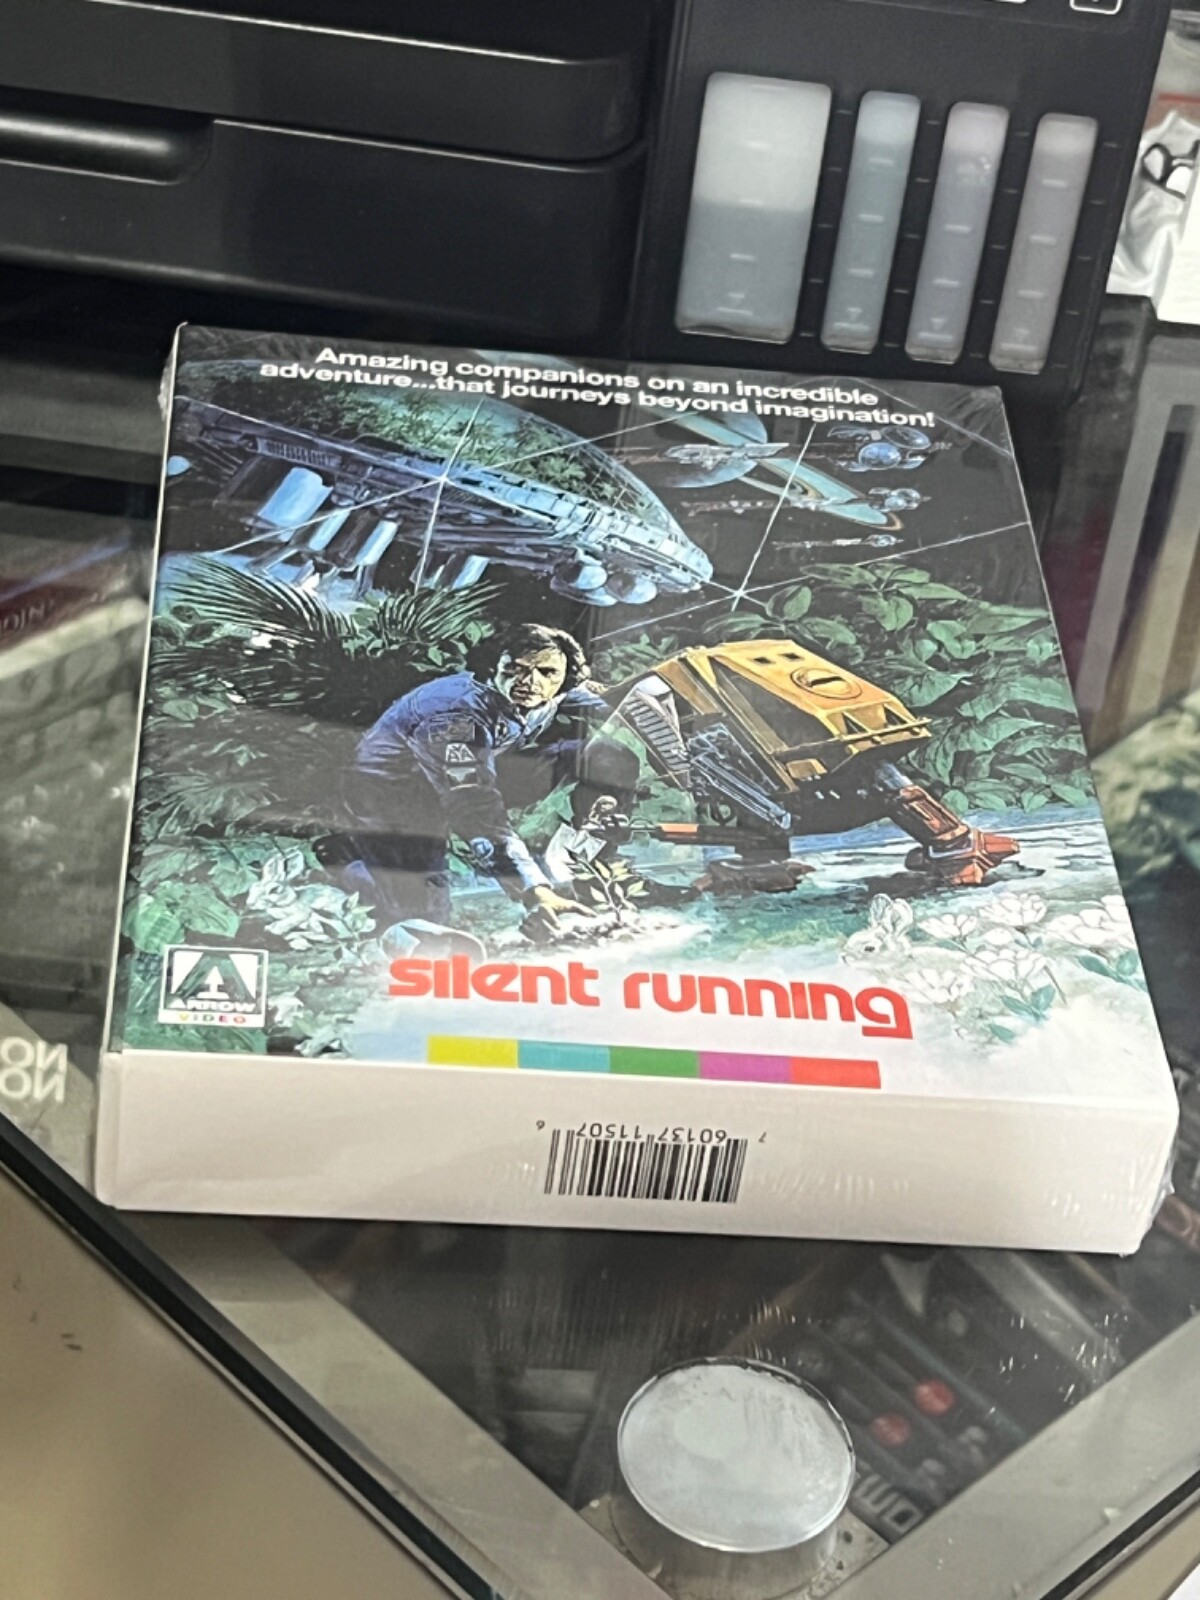 Amazing companions on an incredible
adventure...that journeys beyond imagination!
ARROW
VIDEO
silent running
7 60137 11507 6